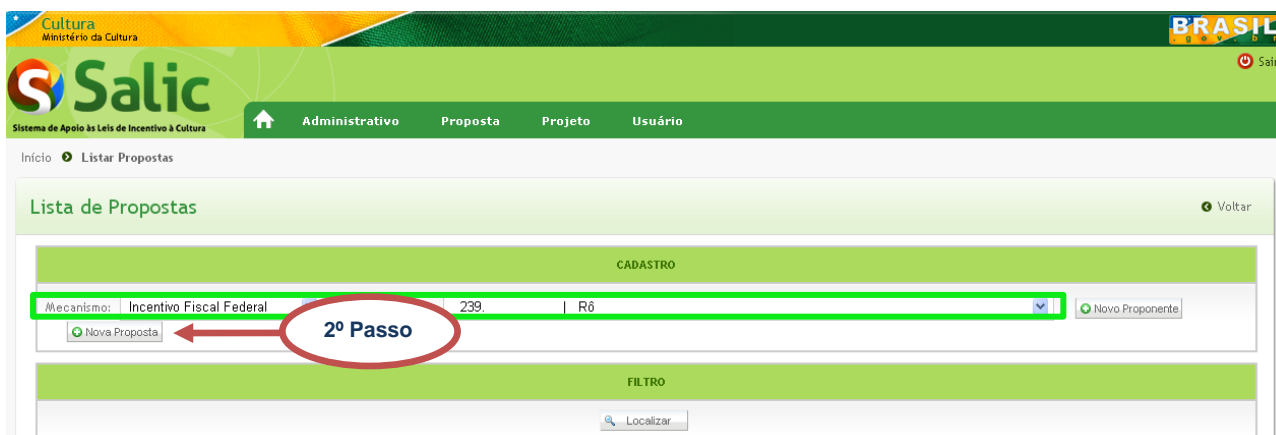 Cultura
Ministério da Cultura
BRASIL
.gov.br
Sair
Salic
Sistema de Apoio às Leis de Incentivo à Cultura
Administrativo Proposta Projeto Usuário
Início Listar Propostas
Lista de Propostas
Voltar
CADASTRO
Mecanismo: Incentivo Fiscal Federal 239. | Rô Novo Proponente
Nova Proposta 2º Passo
FILTRO
Localizar